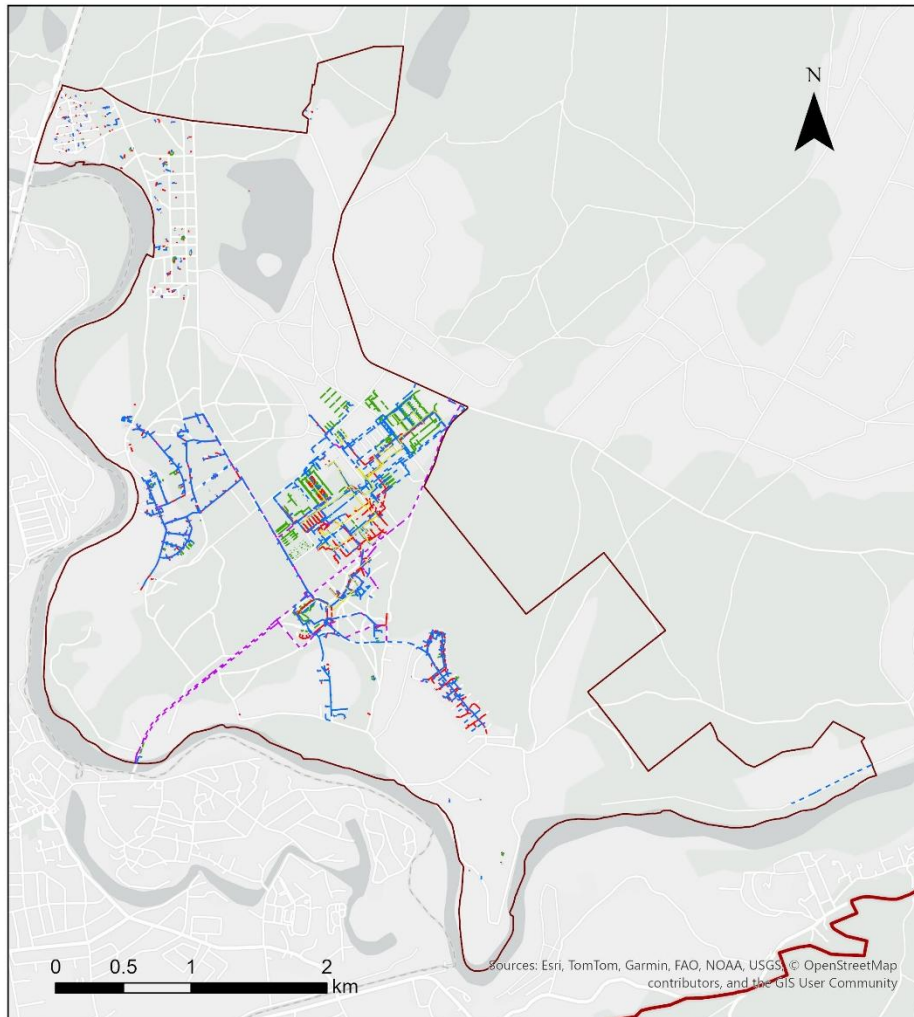 N
0 0.5 1 2
km
Sources: Esri, TomTom, Garmin, FAO, NOAA, USGS, © OpenStreetMap
contributors, and the GIS User Community